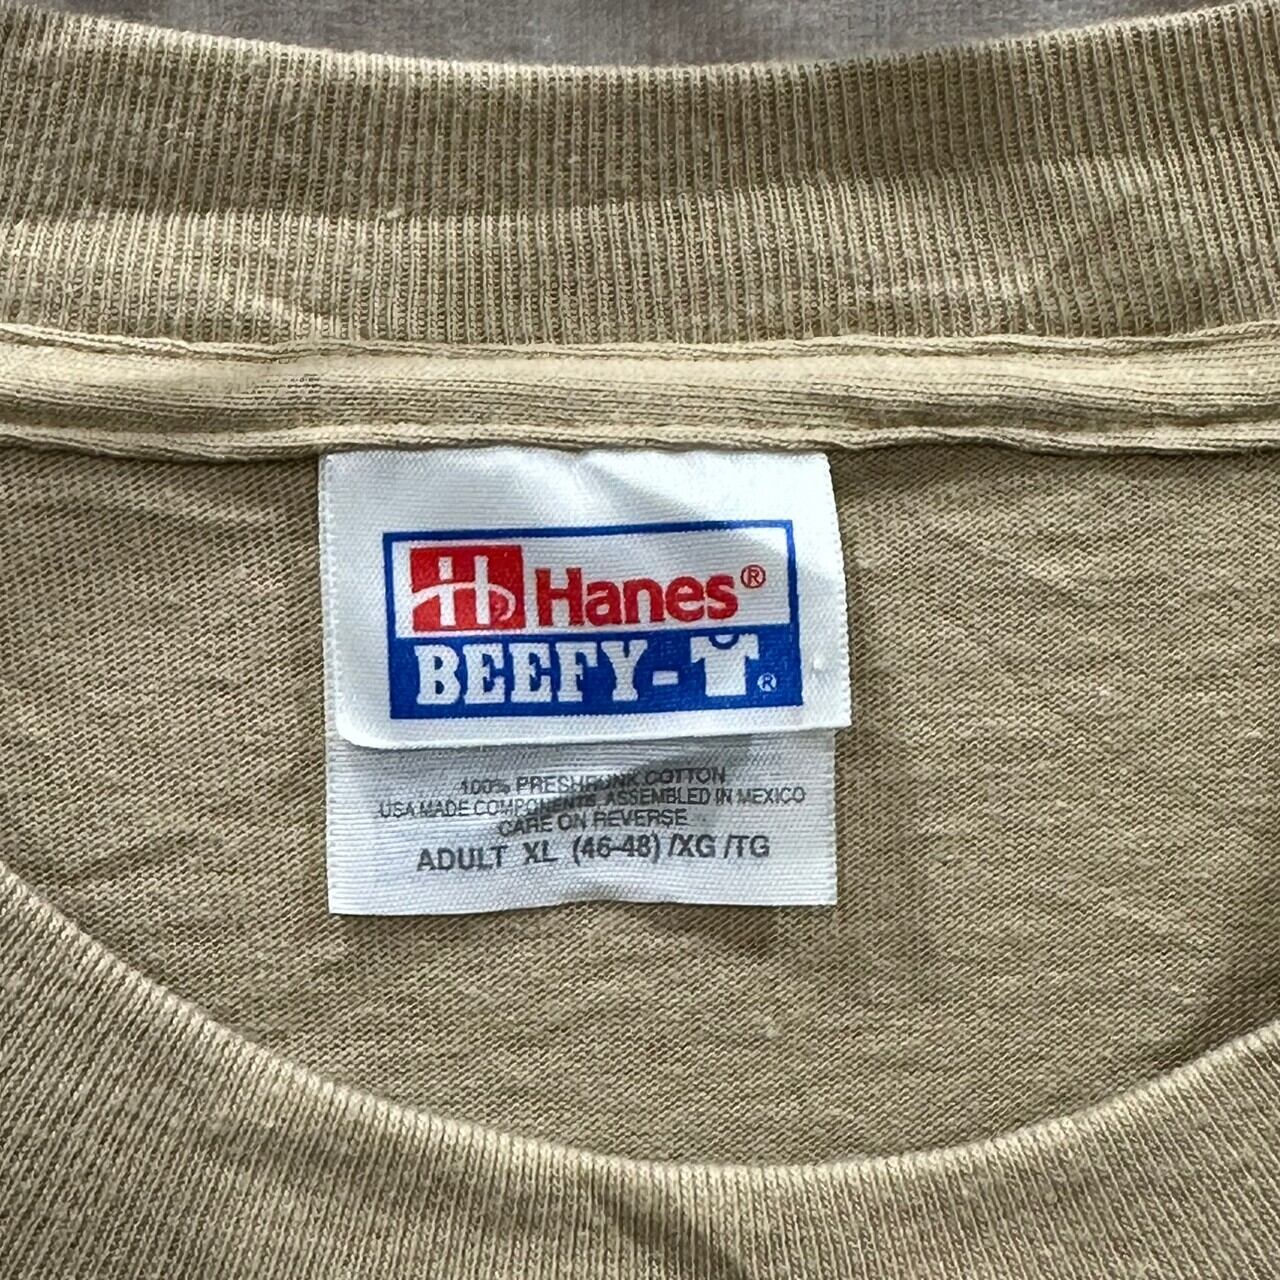 H Hanes®
BEEFY-T®
100% PRESHRUNK COTTON
USA MADE COMPONENTS, ASSEMBLED IN MEXICO
CARE ON REVERSE
ADULT XL (46-48) /XG /TG